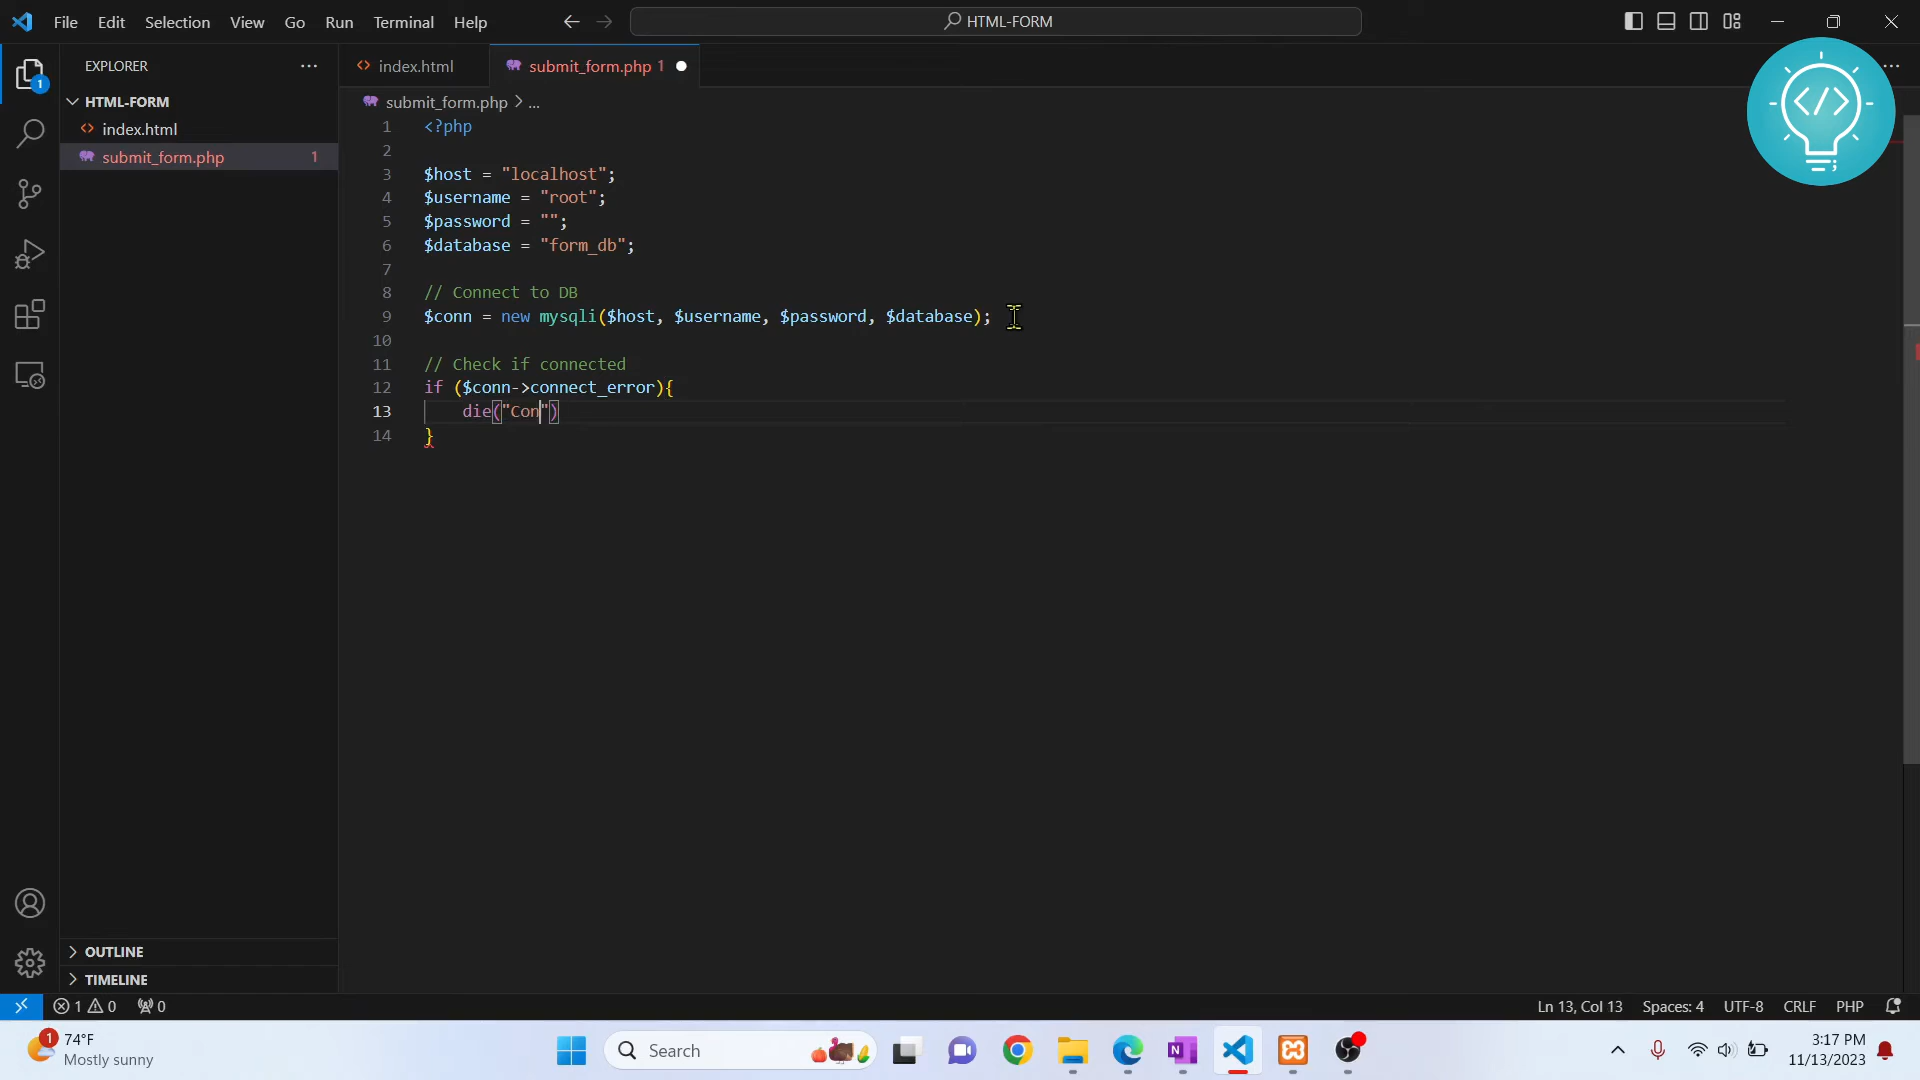 File Edit Selection View Go Run Terminal Help
HTML-FORM
EXPLORER
index.html
submit_form.php 1
1
HTML-FORM
index.html
submit_form.php 1
submit_form.php > ...
1 <?php
2
3 $host = "localhost";
4 $username = "root";
5 $password = "";
6 $database = "form_db";
7
8 // Connect to DB
9 $conn = new mysqli($host, $username, $password, $database);
10
11 // Check if connected
12 if ($conn->connect_error){
13 die("Con")
14 }
</>
;
OUTLINE
TIMELINE
1 0 0
Ln 13, Col 13 Spaces: 4 UTF-8 CRLF PHP
1
74°F
Mostly sunny
Search
N
3:17 PM
11/13/2023